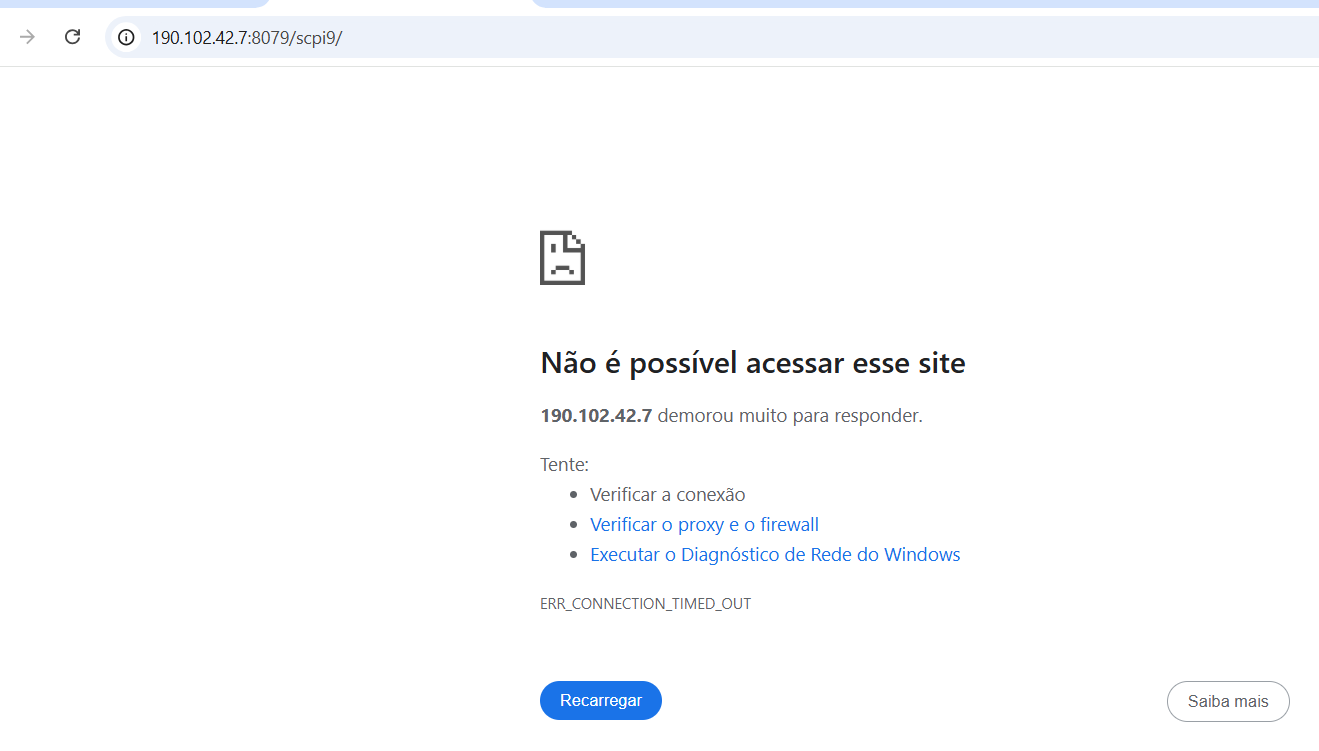 190.102.42.7:8079/scpi9/
Não é possível acessar esse site
190.102.42.7 demorou muito para responder.
Tente:
• Verificar a conexão
• Verificar o proxy e o firewall
• Executar o Diagnóstico de Rede do Windows
ERR_CONNECTION_TIMED_OUT
Recarregar
Saiba mais